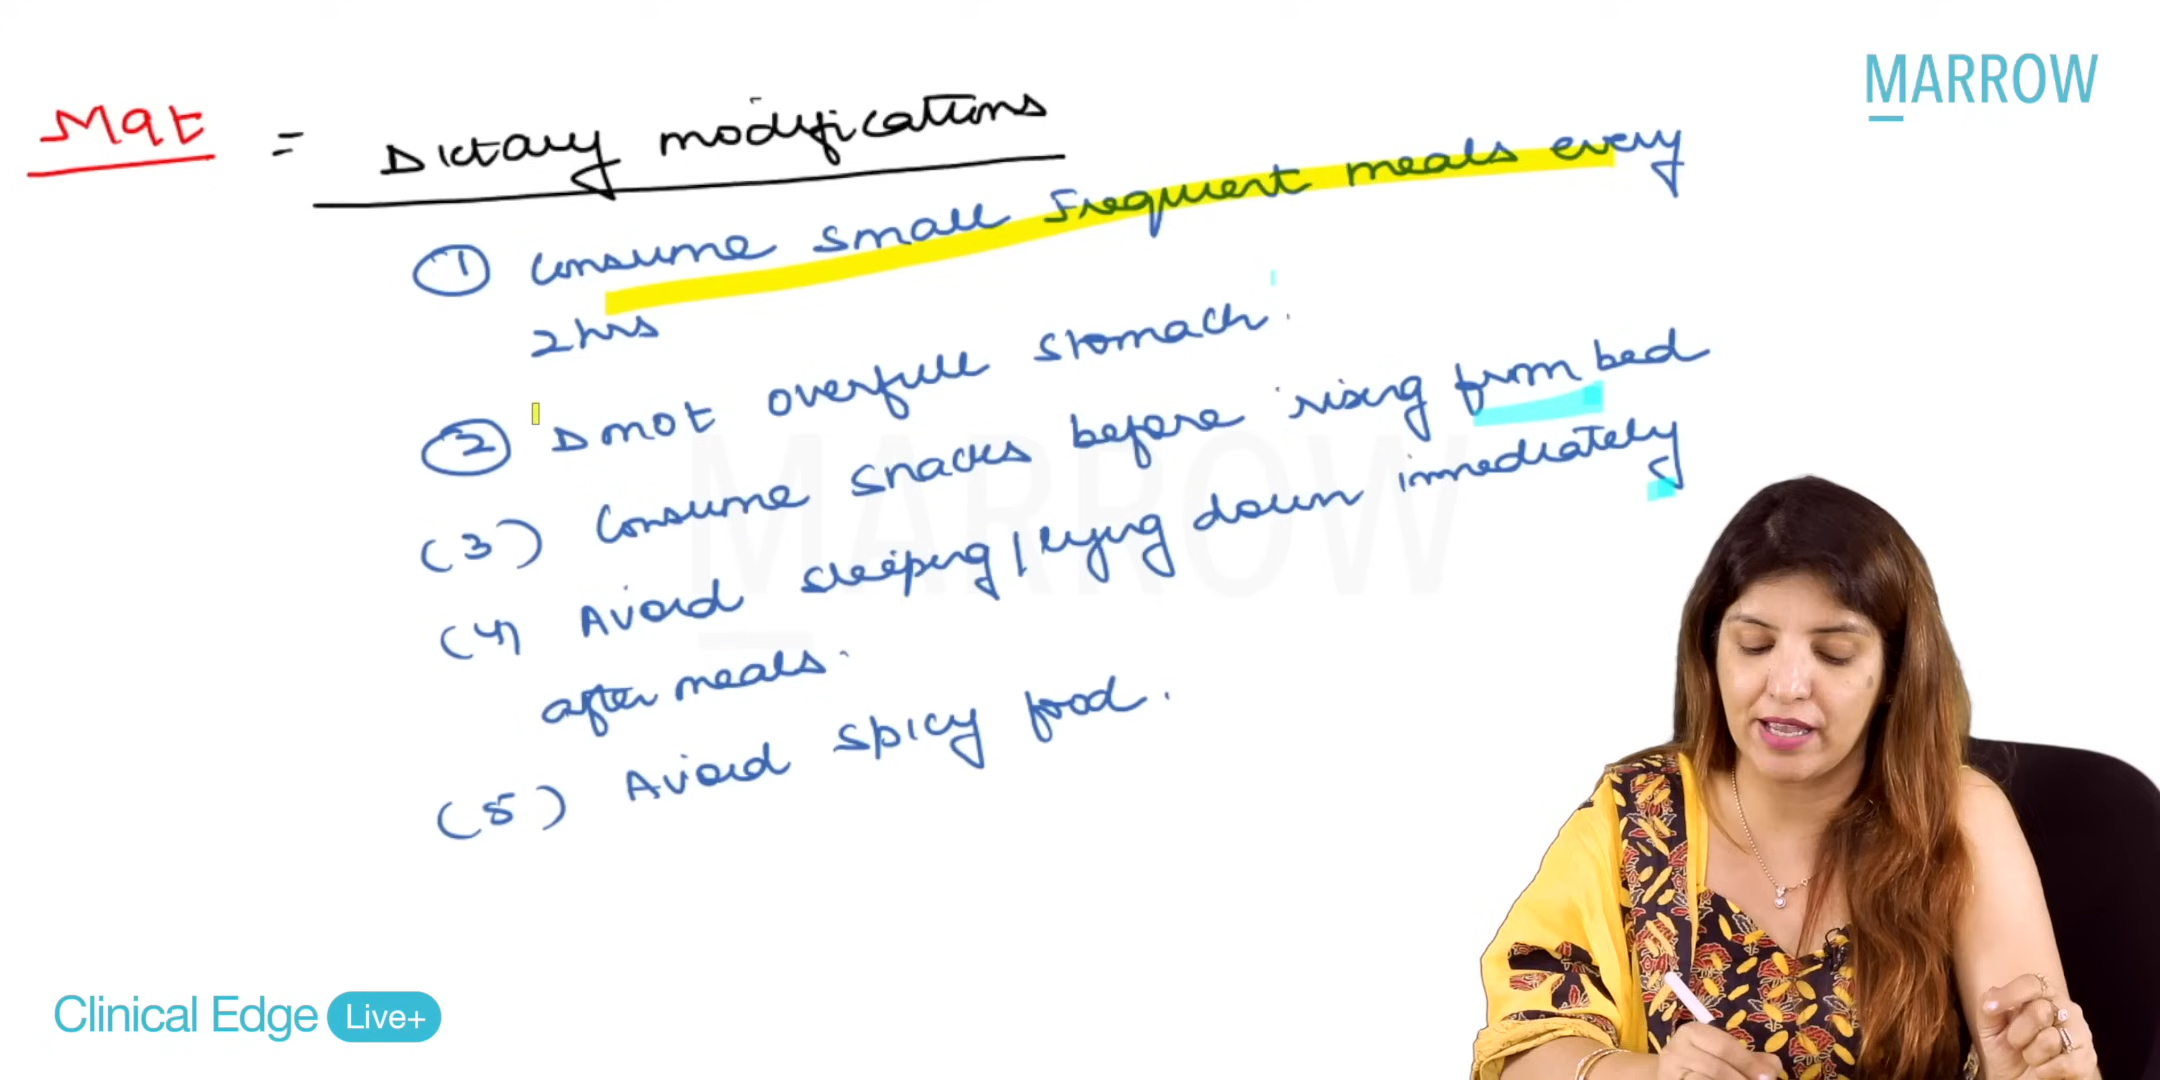 MARROW
Mgt = Dietary modifications
① Consume small frequent meals every
2 hrs
② D not overfull stomach.
(3) Consume snacks before rising from bed
(4) Avoid sleeping / lying down immediately
after meals.
(5) Avoid spicy food.
MARROW
Clinical Edge Live+